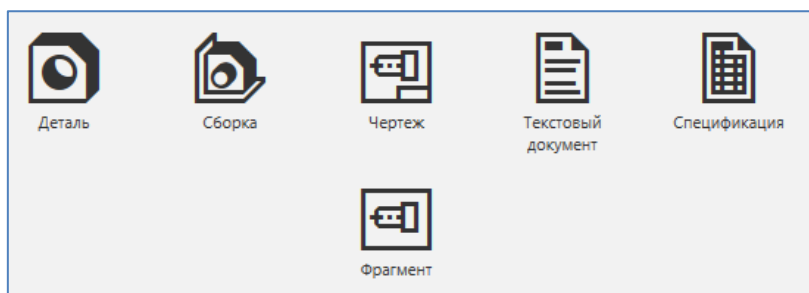 Деталь
Сборка
Чертеж
Текстовый
документ
Спецификация
Фрагмент